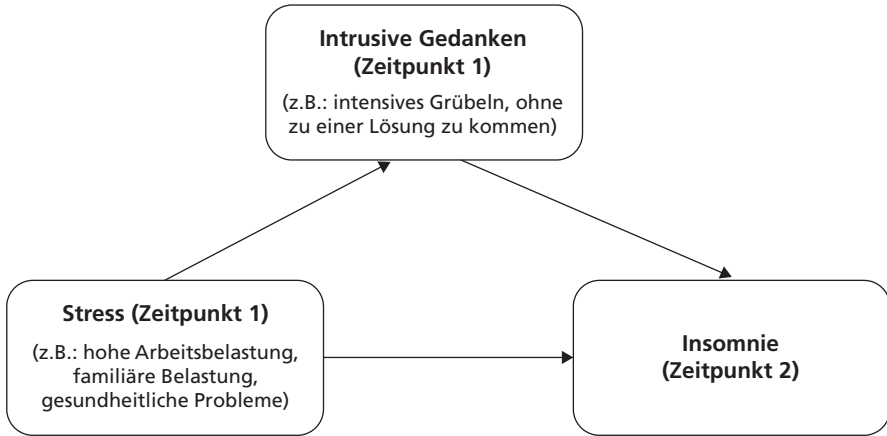 Intrusive Gedanken
(Zeitpunkt 1)
(z.B.: intensives Grübeln, ohne
zu einer Lösung zu kommen)
Stress (Zeitpunkt 1)
(z.B.: hohe Arbeitsbelastung,
familiäre Belastung,
gesundheitliche Probleme)
Insomnie
(Zeitpunkt 2)